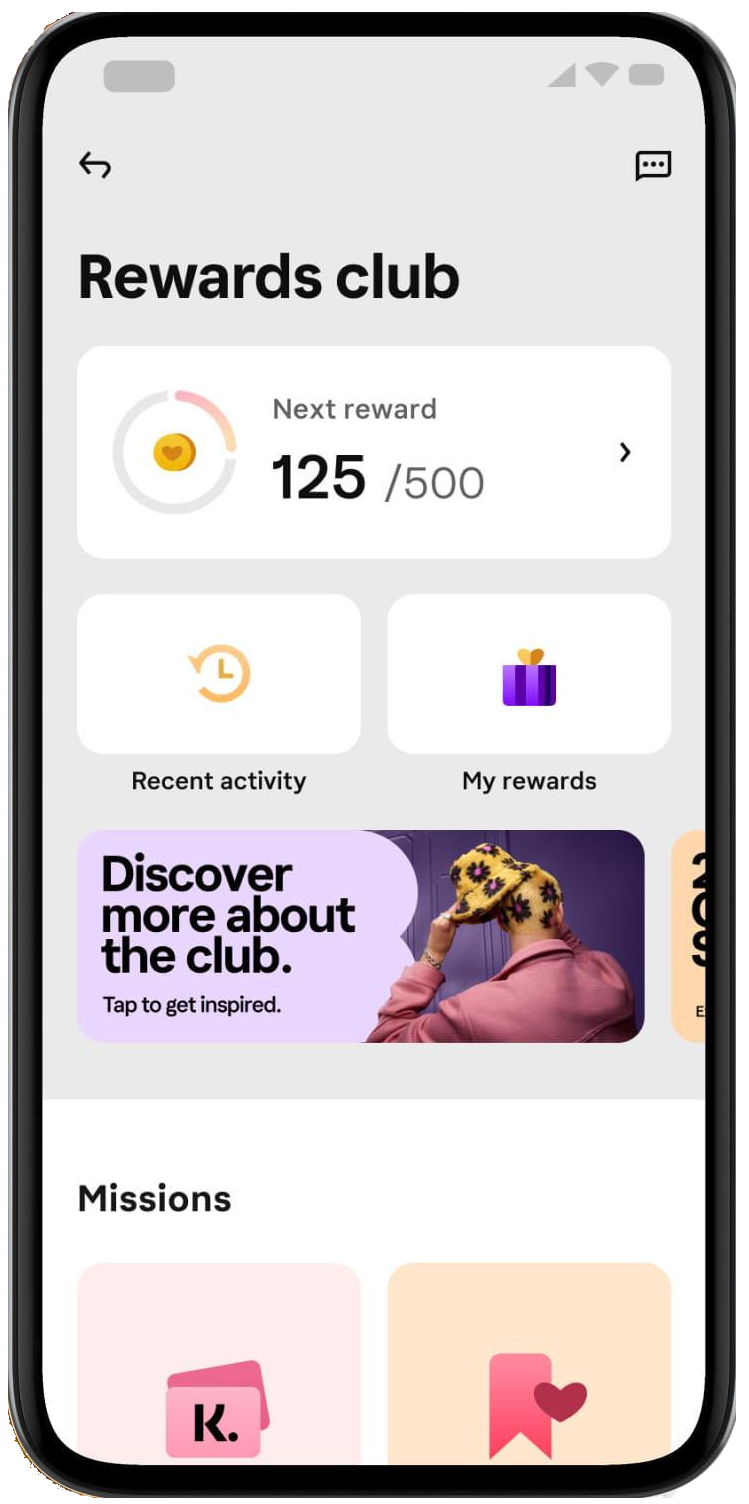 Rewards club
Next reward
125 /500
Recent activity
My rewards
Discover
more about
the club.
Tap to get inspired.
Missions
K.